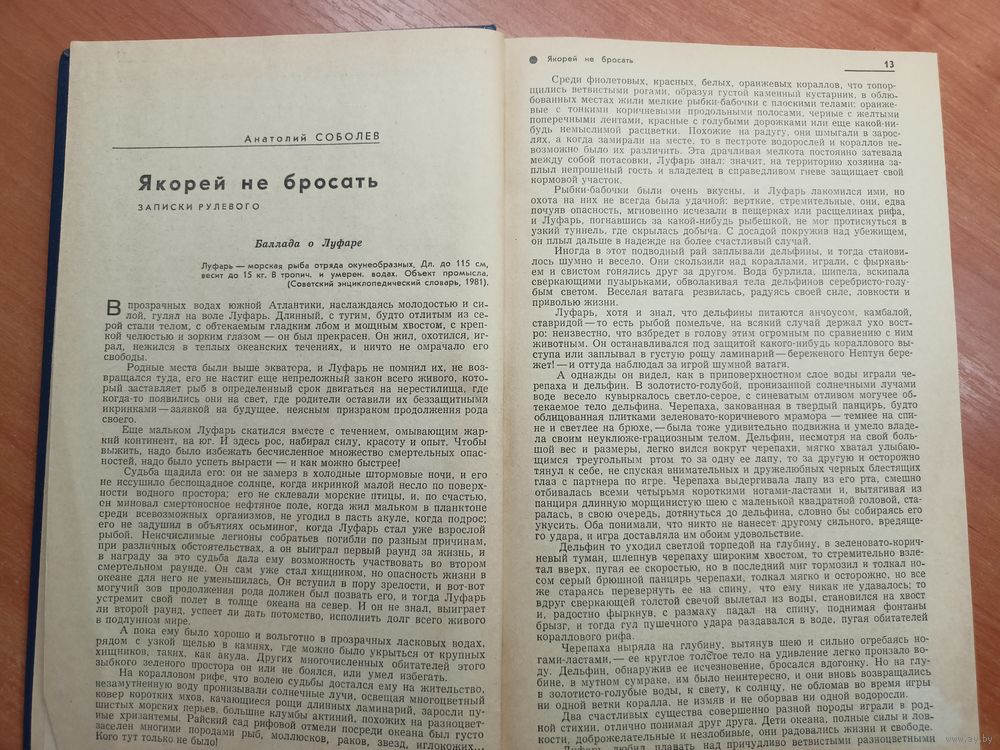 Анатолий СОБОЛЕВ
Якорей не бросать
ЗАПИСКИ РУЛЕВОГО
Баллада о Луфаре
Луфарь — морская рыба отряда окунеобразных. Дл. до 115 см,
весит до 15 кг. В тропич. и умерен. водах. Объект промысла.
(Советский энциклопедический словарь, 1981).
В прозрачных водах южной Атлантики, наслаждаясь молодостью и си-
лой, гулял на воле Луфарь. Длинный, с тугим, будто отлитым из се-
рой стали телом, с обтекаемым гладким лбом и мощным хвостом, с креп-
кой челюстью и зорким глазом — он был прекрасен. Он жил, охотился, иг-
рал, нежился в теплых океанских течениях, и ничто не омрачало его
свободы.
Родные места были выше экватора, и Луфарь не помнил их, не воз-
вращался туда, его не настиг еще непреложный закон всего живого, кото-
рый заставляет рыб в определенный срок двигаться на нерестилища, где
когда-то появились они на свет, где родители оставили их беззащитными
икринками — заявкой на будущее, неясным призраком продолжения рода
своего.
Еще мальком Луфарь скатился вместе с течением, омывающим жар-
кий континент, на юг. И здесь рос, набирал силу, красоту и опыт. Чтобы
выжить, надо было избежать бесчисленное множество смертельных опас-
ностей, надо было успеть вырасти — и как можно быстрее!
Судьба щадила его: он не замерз в холодные штормовые ночи, и его
не иссушило беспощадное солнце, когда икринкой малой несло по поверх-
ности водного простора; его не склевали морские птицы, и, по счастью,
он миновал смертоносное нефтяное поле, когда жил мальком в планктоне
среди всевозможных организмов, не угодил в пасть акуле, когда подрос;
его не задушил в объятиях осьминог, когда Луфарь стал уже взрослой
рыбой. Неисчислимые легионы собратьев погибли по разным причинам,
при различных обстоятельствах, а он выиграл первый раунд за жизнь, и
в награду за это судьба дала ему возможность участвовать во втором
смертельном раунде. Он сам уже стал хищником, но опасность жизни в
океане для него не уменьшилась. Он вступил в пору зрелости, и вот-вот
могучий зов продолжения рода должен был позвать его, и тогда Луфарь
устремит свой полет в толще океана на север. И он не знал, выиграет
ли второй раунд, успеет ли дать потомство, исполнить долг всего живого
в подлунном мире.
А пока ему было хорошо и вольготно в прозрачных ласковых водах,
рядом с узкой щелью в камнях, где можно было укрыться от крупных
хищников, таких, как акула. Других многочисленных обитателей этого
зыбкого зеленого простора он или не боялся, или умел избегать.
На коралловом рифе, что волею судьбы достался ему на жительство,
незамутненную воду пронизывали солнечные лучи, освещая многоцветный
ковер коротких мхов, качающиеся рощи длинных ламинарий, заросли пу-
шистых морских перьев, большие клумбы актиний, похожих на разноцвет-
ные хризантемы. Райский сад рифовой отмели посреди океана был густо
заселен многими породами рыб, моллюсков, раков, звезд, иглокожих...
Кого тут только не было!
Якорей не бросать
13
Среди фиолетовых, красных, белых, оранжевых кораллов, что топор-
щились ветвистыми рогами, образуя густой каменный кустарник, в облю-
бованных местах жили мелкие рыбки-бабочки с плоскими телами: оранже-
вые с тонкими коричневыми продольными полосами, черные с желтыми
поперечными лентами, красные с голубыми дорожками или еще какой-ни-
будь немыслимой расцветки. Похожие на радугу, они шмыгали в зарос-
лях, а когда замирали на месте, то в пестроте водорослей и кораллов не-
возможно было их различить. Эта драчливая мелкота постоянно затевала
между собой потасовки, Луфарь знал: значит, на территорию хозяина за-
плыл непрошеный гость и владелец в справедливом гневе защищает свой
кормовой участок.
Рыбки-бабочки были очень вкусны, и Луфарь лакомился ими, но
охота на них не всегда была удачной: верткие, стремительные, они, едва
почуяв опасность, мгновенно исчезали в пещерках или расщелинах рифа,
и Луфарь, погнавшись за какой-нибудь рыбешкой, не мог протиснуться в
узкий туннель, где скрылась добыча. С досадой покружив над убежищем,
он плыл дальше в надежде на более счастливый случай.
Иногда в этот подводный рай заплывали дельфины, и тогда станови-
лось шумно и весело. Они скользили над кораллами, играли, с фыркань-
ем и свистом гонялись друг за другом. Вода бурлила, шипела, вскипала
сверкающими пузырьками, обволакивая тела дельфинов серебристо-голу-
бым светом. Веселая ватага резвилась, радуясь своей силе, ловкости и
приволью жизни.
Луфарь, хотя и знал, что дельфины питаются анчоусом, камбалой,
ставридой — то есть рыбой помельче, на всякий случай держал ухо вост-
ро: неизвестно, что взбредет в голову этим огромным по сравнению с ним
животным. Он останавливался под защитой какого-нибудь кораллового вы-
ступа или заплывал в густую рощу ламинарий — береженого Нептун бере-
жет! — и оттуда наблюдал за игрой шумной ватаги.
А однажды он видел, как в приповерхностном слое воды играли че-
репаха и дельфин. В золотисто-голубой, пронизанной солнечными лучами
воде весело кувыркалось светло-серое, с синеватым отливом могучее об-
текаемое тело дельфина. Черепаха, закованная в твердый панцирь, будто
облицованная плитками зеленовато-коричневого мрамора — темнее на спи-
не и светлее на брюхе, — была тоже удивительно подвижна и умело владе-
ла своим неуклюже-грациозным телом. Дельфин, несмотря на свой боль-
шой вес и размеры, легко вился вокруг черепахи, мягко хватал улыбаю-
щимся треугольным ртом то за одну ее лапу, то за другую и осторожно
тянул к себе, не спуская внимательных и дружелюбных черных блестящих
глаз с партнера по игре. Черепаха выдергивала лапу из его рта, смешно
отбивалась всеми четырьмя короткими ногами-ластами и, вытягивая из
панциря длинную морщинистую шею с маленькой квадратной головой, ста-
ралась, в свою очередь, дотянуться до дельфина, словно бы собираясь его
укусить. Оба понимали, что никто не нанесет другому сильного, вредяще-
го удара, и игра доставляла им обоим удовольствие.
Дельфин то уходил светлой торпедой на глубину, в зеленовато-корич-
невый туман, шлепнув черепаху широким хвостом, то стремительно взле-
тал вверх, пугая ее скоростью, но в последний миг тормозил и толкал но-
сом серый брюшной панцирь черепахи, толкал мягко и осторожно, но все
же стараясь перевернуть ее на спину, что ему никак не удавалось; то
вдруг сверкающей толстой свечой вылетал из воды, становился на хвост
и, радостно фыркнув, с размаху падал на спину, поднимая фонтаны
брызг, и тогда гул пушечного удара раздавался в воде, пугая обитателей
кораллового рифа.
Черепаха ныряла на глубину, вытянув шею и сильно огребаясь но-
гами-ластами, — ее круглое толстое тело на удивление легко пронзало во-
ду. Дельфин, обнаружив ее исчезновение, бросался вдогонку. Но на глу-
бине, в мутном сумраке, им было неинтересно, и они вновь возвращались
в золотисто-голубые воды, к свету, к солнцу, не обломав во время игры
ни одной ветки коралла, не измяв и не оборвав ни одной водоросли.
Два счастливых существа совершенно разной породы играли в род-
ной стихии, отлично понимая друг друга. Дети океана, полные силы и лов-
кости, доброжелательные и незлобивые, они радовались жизни и свободе.
Луфарь любил плавать над причудливо ветвистыми разноцветными
www.ay.by